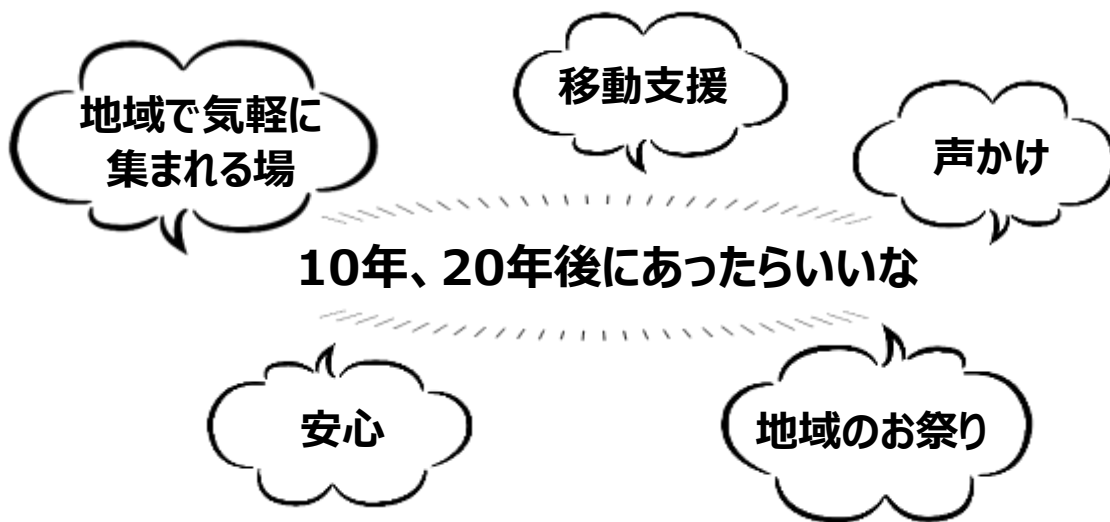 地域で気軽に
集まれる場
移動支援
声かけ
10年、20年後にあったらいいな
安心
地域のお祭り